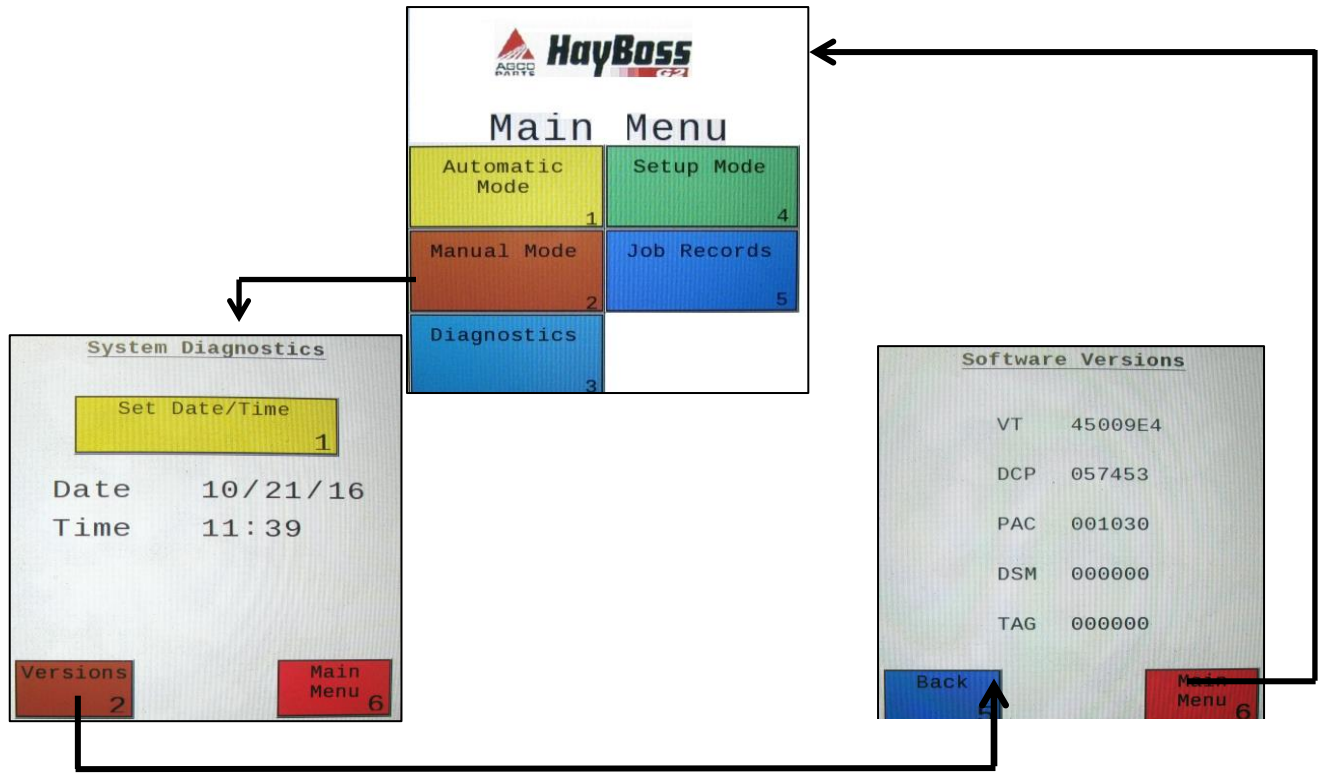 AGCO
PARTS
HayBoss
G2
Main Menu
Automatic
Mode
1
Setup Mode
4
Manual Mode
2
Job Records
5
Diagnostics
3
System Diagnostics
Set Date/Time
1
Date 10/21/16
Time 11:39
Versions
2
Main
Menu
6
Software Versions
VT 45009E4
DCP 057453
PAC 001030
DSM 000000
TAG 000000
Back
5
Main
Menu
6